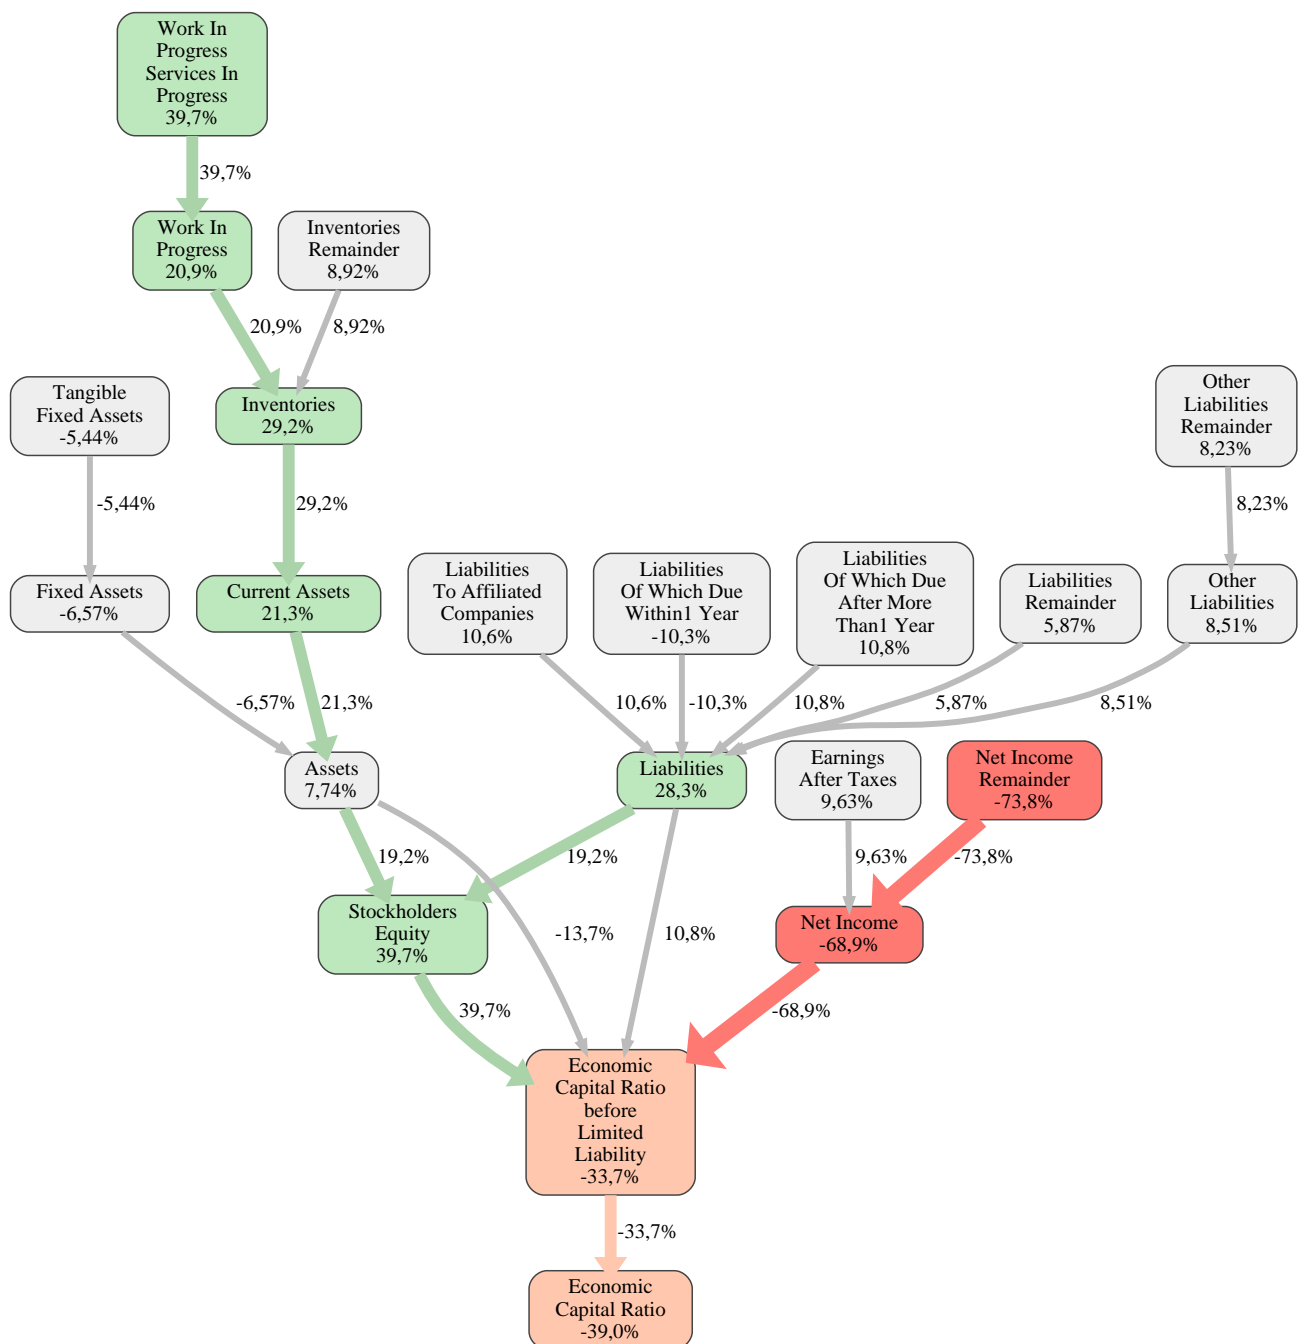 Work In
Progress
Services In
Progress
39,7%
39,7%
Work In
Progress
20,9%
Inventories
Remainder
8,92%
20,9%
8,92%
Tangible
Fixed Assets
-5,44%
Inventories
29,2%
Other
Liabilities
Remainder
8,23%
-5,44%
29,2%
8,23%
Fixed Assets
-6,57%
Current Assets
21,3%
Liabilities
To Affiliated
Companies
10,6%
Liabilities
Of Which Due
Within1 Year
-10,3%
Liabilities
Of Which Due
After More
Than1 Year
10,8%
Liabilities
Remainder
5,87%
Other
Liabilities
8,51%
-6,57%
21,3%
10,6%
-10,3%
10,8%
5,87%
8,51%
Assets
7,74%
Liabilities
28,3%
Earnings
After Taxes
9,63%
Net Income
Remainder
-73,8%
19,2%
19,2%
9,63%
-73,8%
Stockholders
Equity
39,7%
-13,7%
10,8%
Net Income
-68,9%
39,7%
-68,9%
Economic
Capital Ratio
before
Limited
Liability
-33,7%
-33,7%
Economic
Capital Ratio
-39,0%